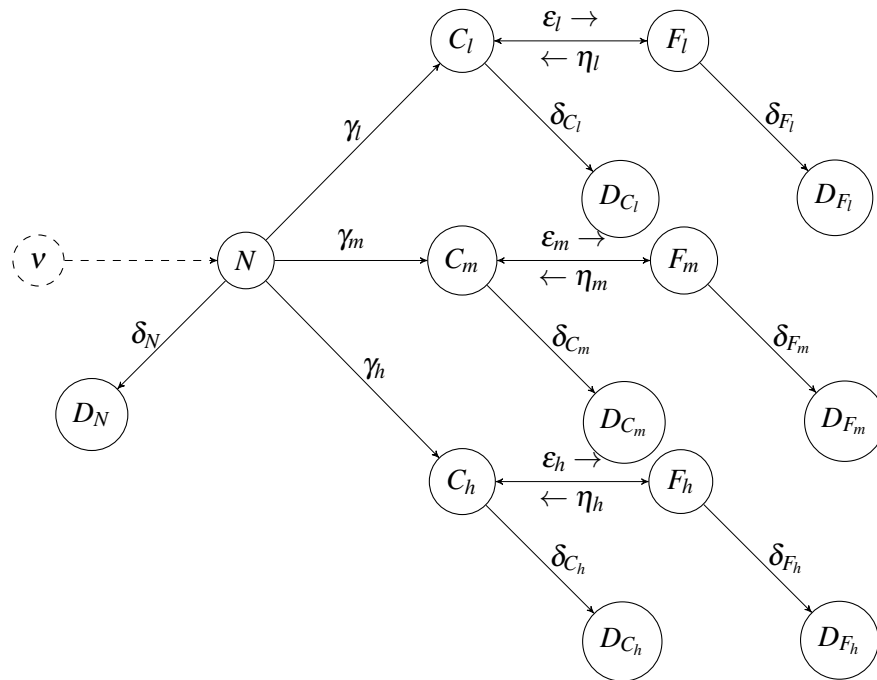 C_l
ε_l →
← η_l
F_l
γ_l
δ_{C_l}
δ_{F_l}
D_{C_l}
D_{F_l}
ν
N
γ_m
C_m
ε_m →
← η_m
F_m
δ_N
γ_h
δ_{C_m}
δ_{F_m}
D_N
D_{C_m}
D_{F_m}
C_h
ε_h →
← η_h
F_h
δ_{C_h}
δ_{F_h}
D_{C_h}
D_{F_h}